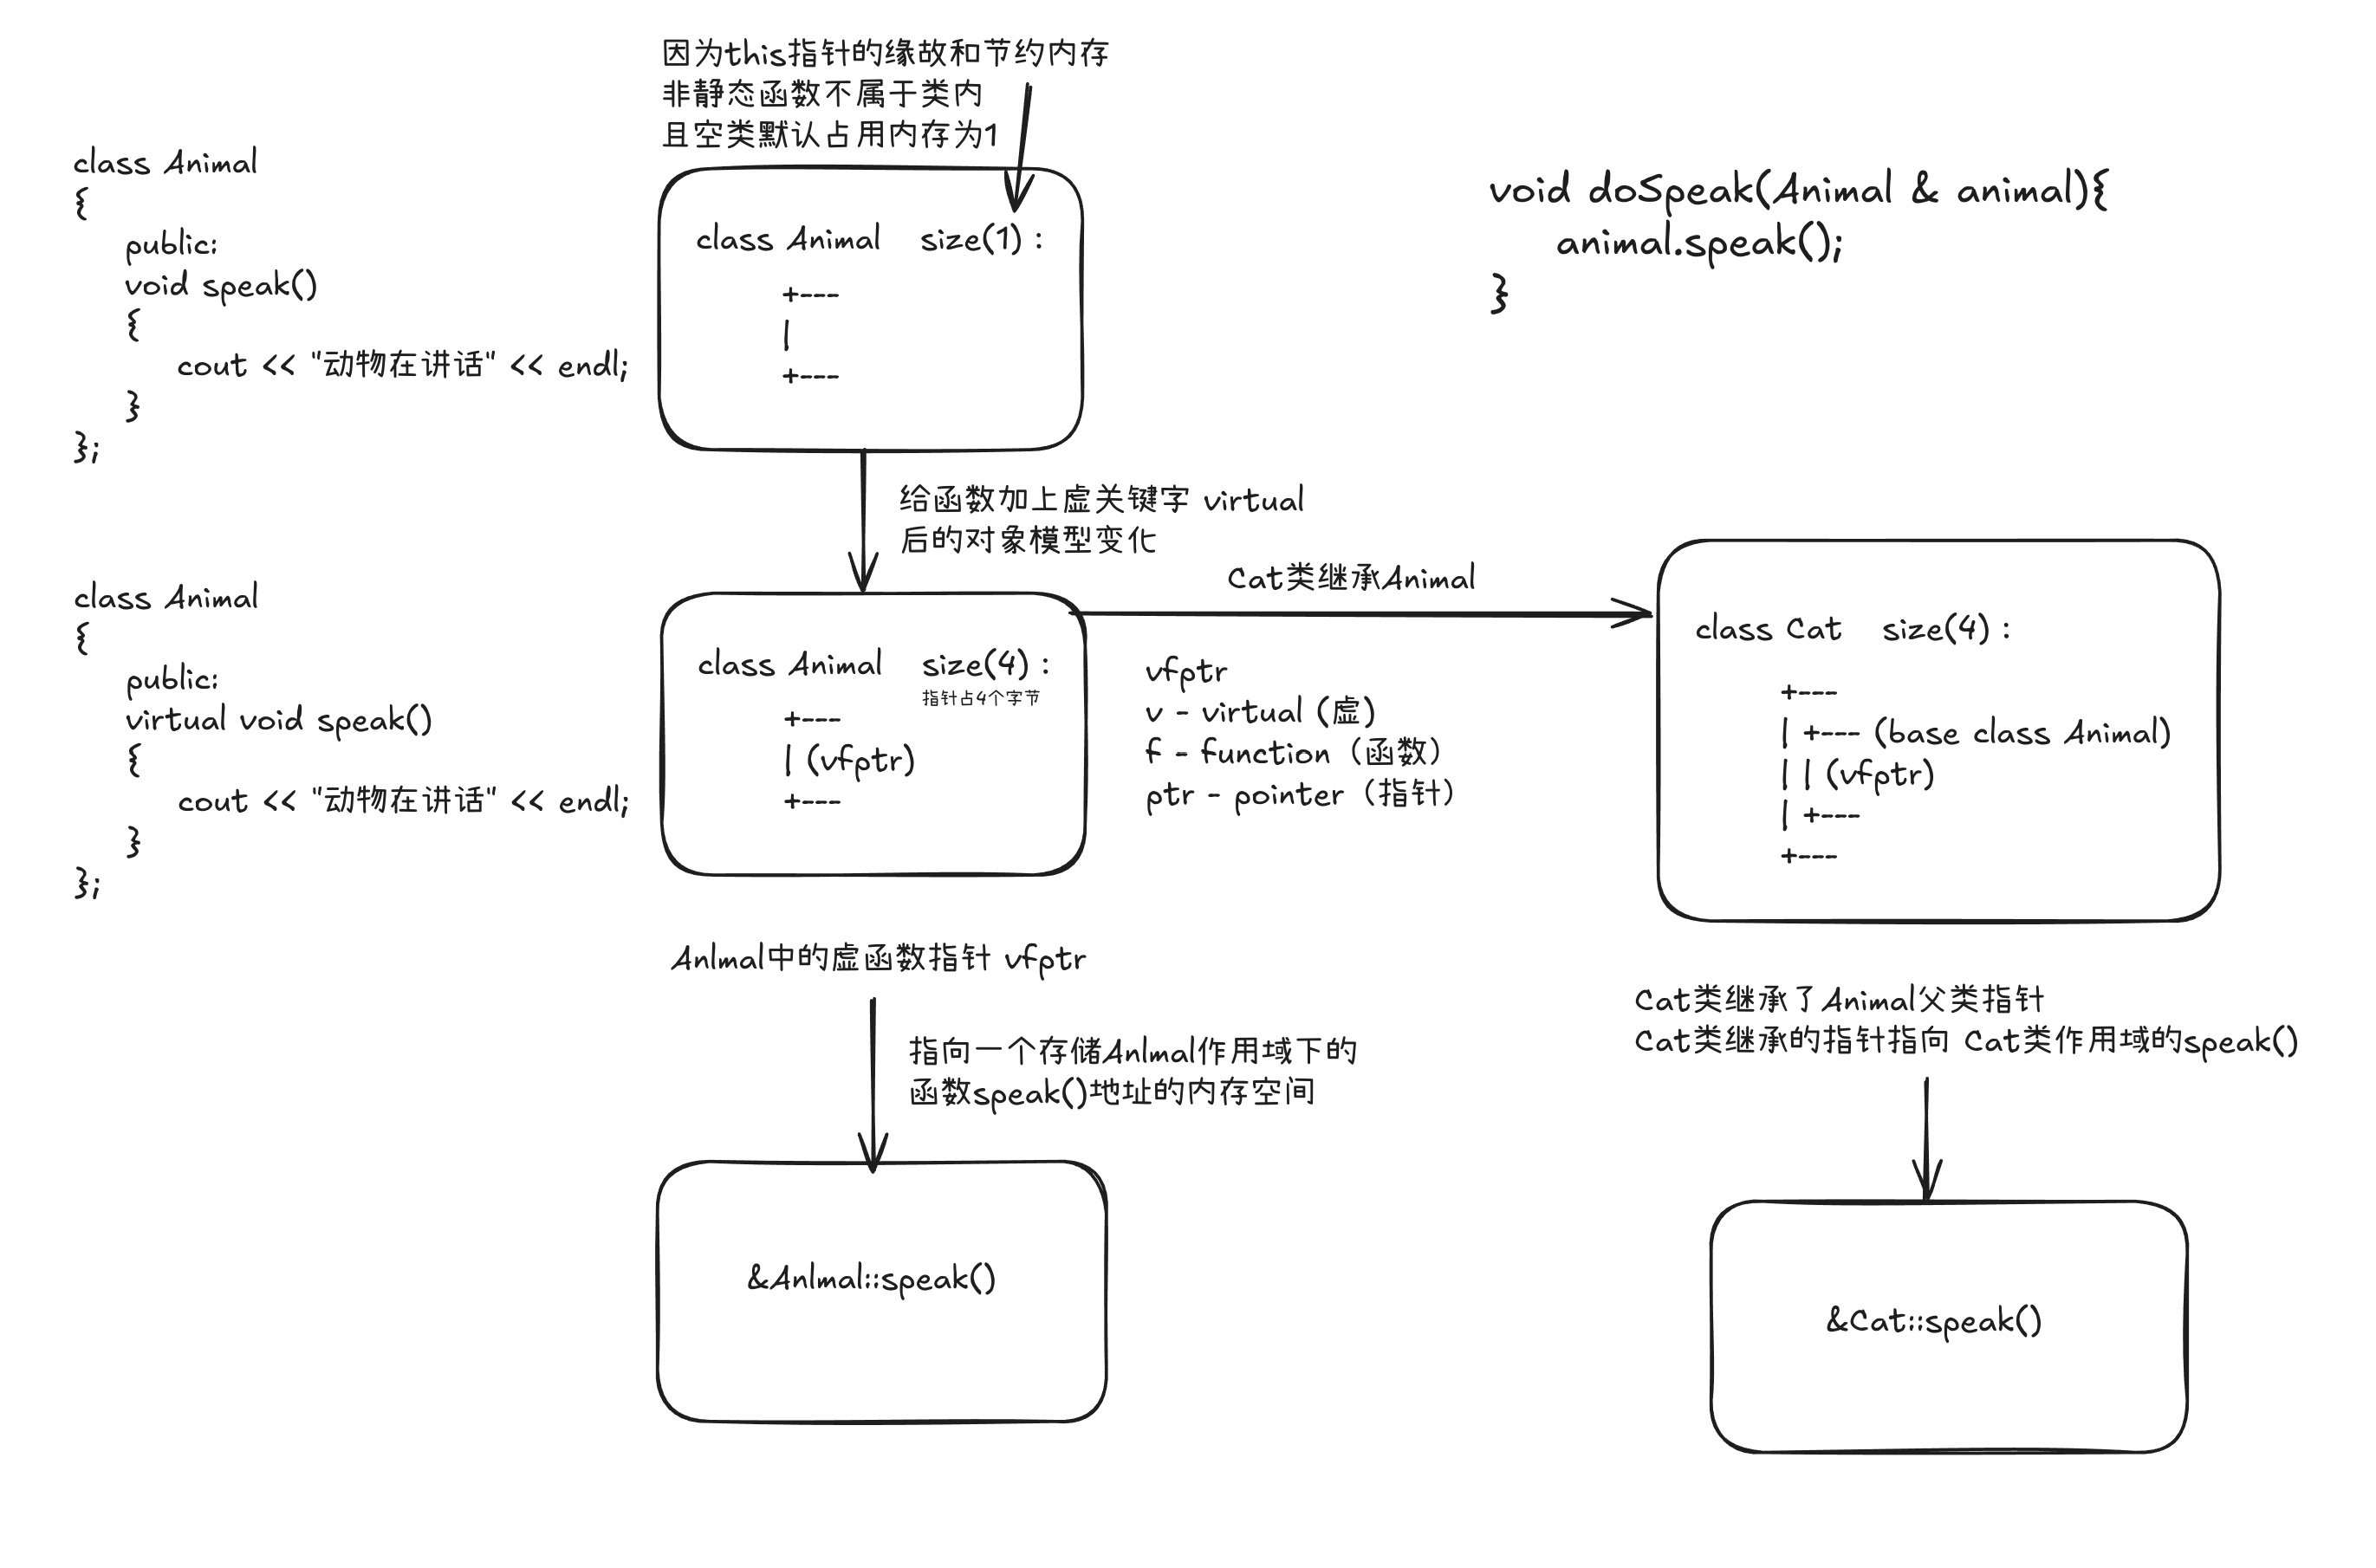 因为this指针的缘故和节约内存
非静态函数不属于类内
且空类默认占用内存为1
class Animal
{
public:
void speak()
{
cout << "动物在讲话" << endl;
}
};
class Animal size(1) :
+---
|
+---
void doSpeak(Animal & animal){
animal.speak();
}
给函数加上虚关键字 virtual
后的对象模型变化
class Animal
{
public:
virtual void speak()
{
cout << "动物在讲话" << endl;
}
};
class Animal size(4) :
指针占4个字节
+---
| (vfptr)
+---
Cat类继承Animal
vfptr
v - virtual (虚)
f - function (函数)
ptr - pointer (指针)
class Cat size(4) :
+---
| +--- (base class Animal)
| | (vfptr)
| +---
+---
Anlmal中的虚函数指针 vfptr
指向一个存储Anlmal作用域下的
函数speak()地址的内存空间
&Anlmal::speak()
Cat类继承了Animal父类指针
Cat类继承的指针指向 Cat类作用域的speak()
&Cat::speak()